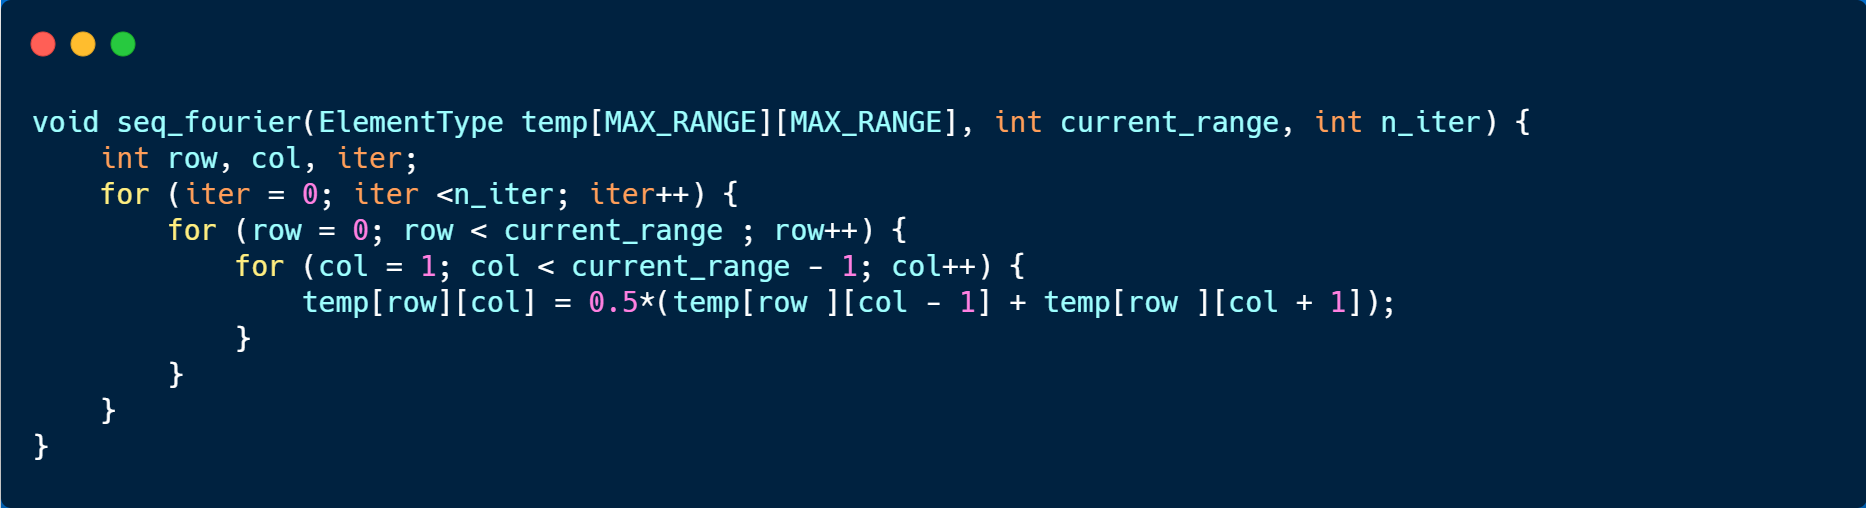 void seq_fourier(ElementType temp[MAX_RANGE][MAX_RANGE], int current_range, int n_iter) {
    int row, col, iter;
    for (iter = 0; iter <n_iter; iter++) {
        for (row = 0; row < current_range ; row++) {
            for (col = 1; col < current_range - 1; col++) {
                temp[row][col] = 0.5*(temp[row ][col - 1] + temp[row ][col + 1]);
            }
        }
    }
}